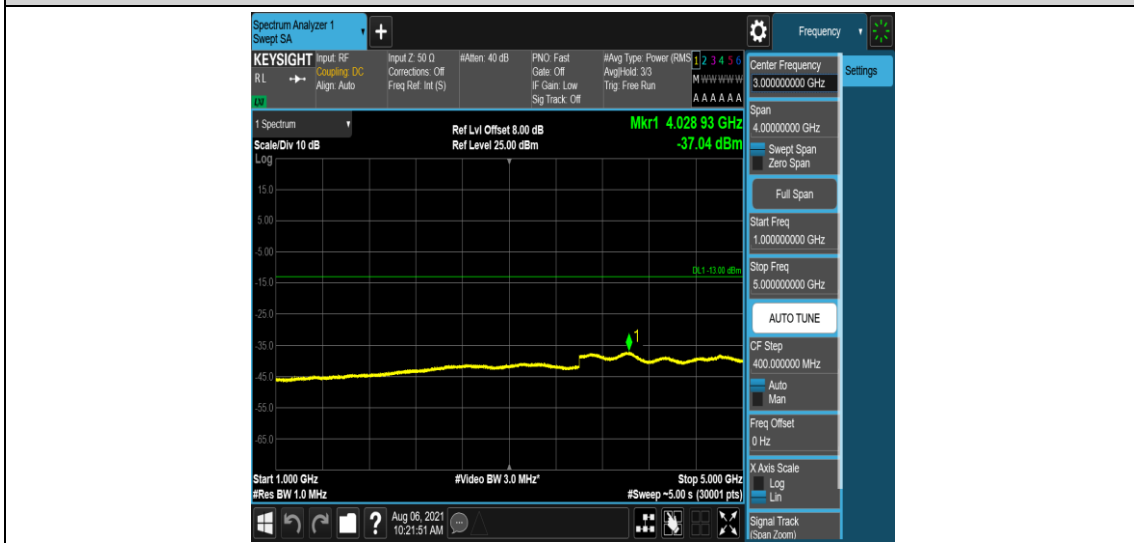 Spectrum Analyzer 1
Swept SA
+
Frequency
KEYSIGHT
RL
LXI
Input: RF
Coupling: DC
Align: Auto
Input Z: 50 Ω
Corrections: Off
Freq Ref: Int (S)
#Atten: 40 dB
PNO: Fast
Gate: Off
IF Gain: Low
Sig Track: Off
#Avg Type: Power (RMS
Avg|Hold: 3/3
Trig: Free Run
1 2 3 4 5 6
M W W W W W
A A A A A A
1 Spectrum
Scale/Div 10 dB
Ref Lvl Offset 8.00 dB
Ref Level 25.00 dBm
Mkr1 4.028 93 GHz
-37.04 dBm
Log
15.0
5.00
-5.00
DL1 -13.00 dBm
-15.0
-25.0
1
-35.0
-45.0
-55.0
-65.0
Start 1.000 GHz
#Res BW 1.0 MHz
#Video BW 3.0 MHz*
Stop 5.000 GHz
#Sweep ~5.00 s (30001 pts)
?
Aug 06, 2021
10:21:51 AM
Center Frequency
3.000000000 GHz
Settings
Span
4.00000000 GHz
Swept Span
Zero Span
Full Span
Start Freq
1.000000000 GHz
Stop Freq
5.000000000 GHz
AUTO TUNE
CF Step
400.000000 MHz
Auto
Man
Freq Offset
0 Hz
X Axis Scale
Log
Lin
Signal Track
(Span Zoom)